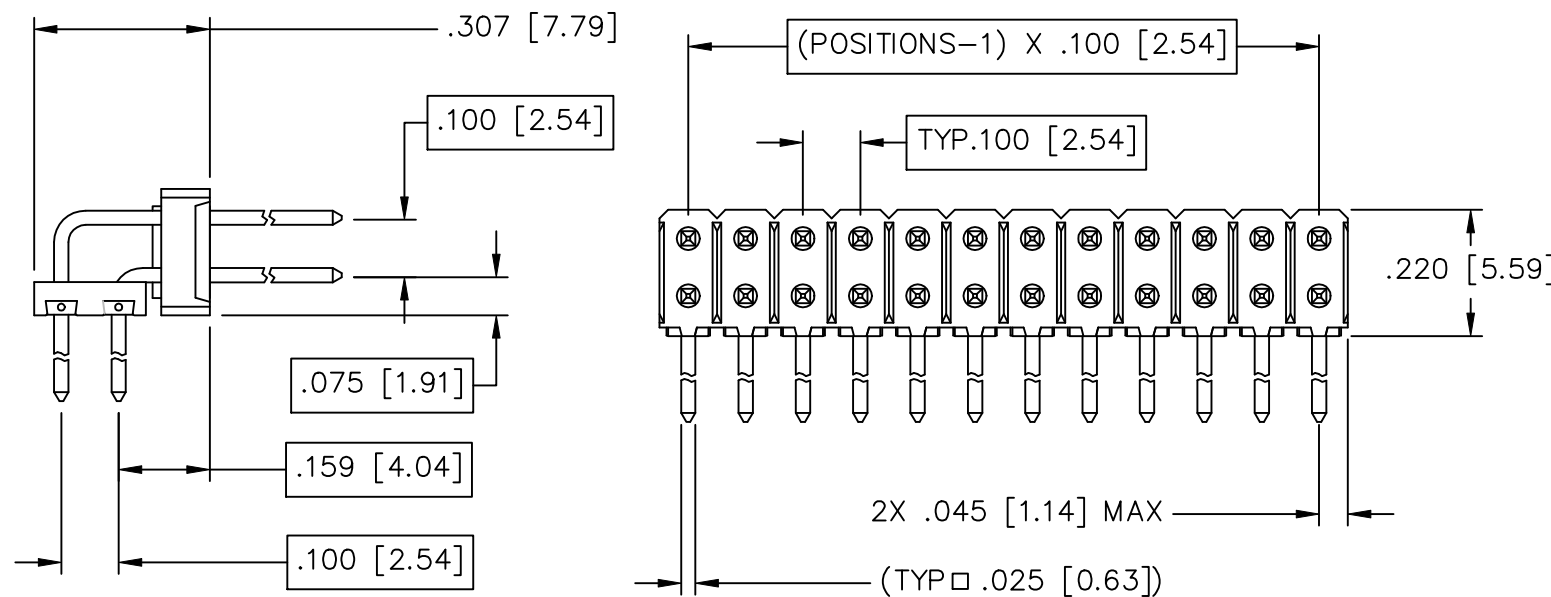 .307 [7.79]
(POSITIONS-1) X .100 [2.54]
.100 [2.54]
TYP.100 [2.54]
.220 [5.59]
.075 [1.91]
.159 [4.04]
2X .045 [1.14] MAX
.100 [2.54]
(TYP□ .025 [0.63])